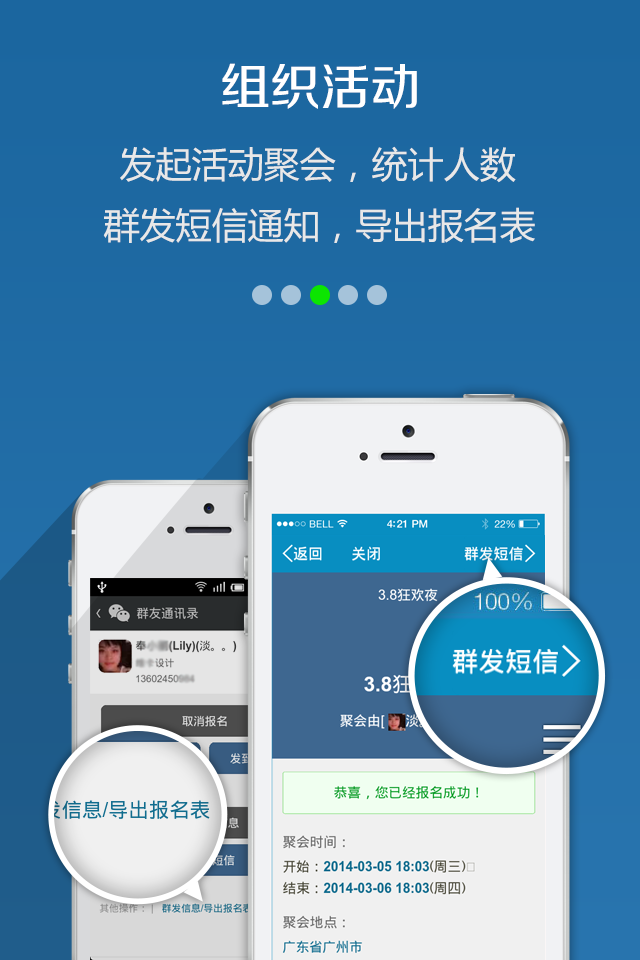 组织活动
发起活动聚会，统计人数
群发短信通知，导出报名表
BELL 4:21 PM 22%
返回 关闭 群发短信
3.8狂欢夜
100%
群发短信
3.8狂
聚会由[ 淡
恭喜，您已经报名成功！
聚会时间：
开始：2014-03-05 18:03(周三)
结束：2014-03-06 18:03(周四)
聚会地点：
广东省广州市
群友通讯录
奉小 (Lily)(淡。。)
设计
13602450
取消报名
发到
息
信息/导出报名表
短信
其他操作： | 群发信息/导出报名表